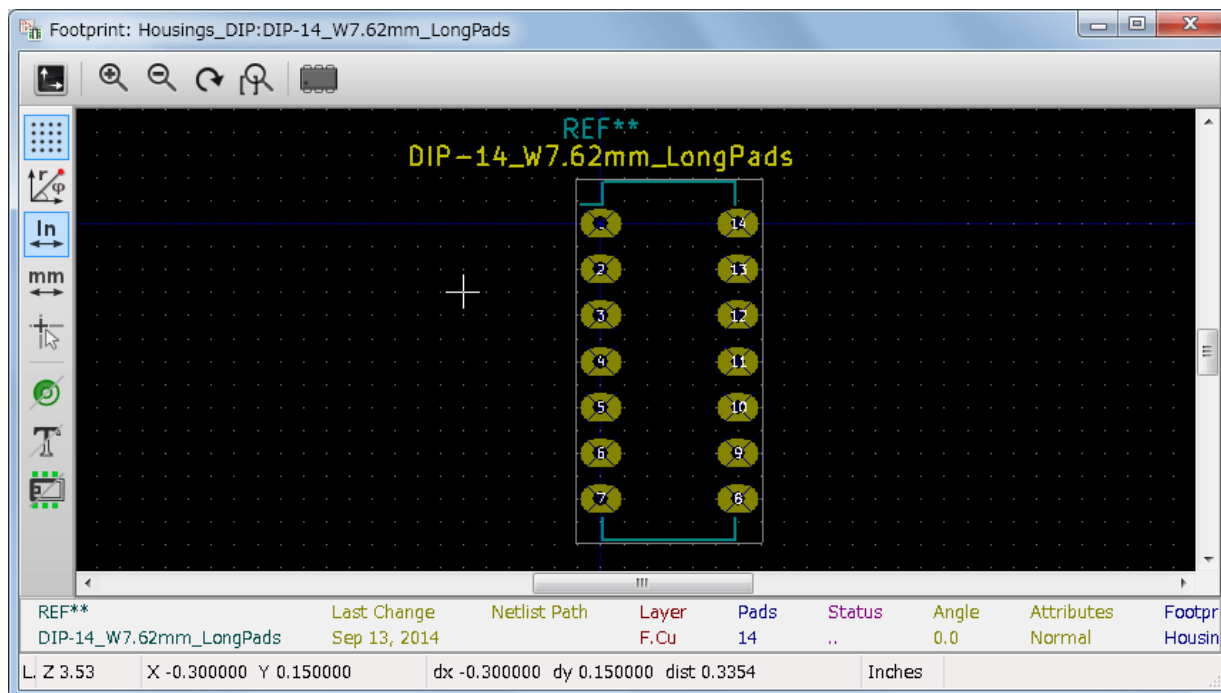 Footprint: Housings_DIP:DIP-14_W7.62mm_LongPads
In
mm
REF**
DIP-14_W7.62mm_LongPads
1 14
2 13
3 12
4 11
5 10
6 9
7 8
REF** Last Change Netlist Path Layer Pads Status Angle Attributes Footpr
DIP-14_W7.62mm_LongPads Sep 13, 2014 F.Cu 14 .. 0.0 Normal Housin
L. Z 3.53 X -0.300000 Y 0.150000 dx -0.300000 dy 0.150000 dist 0.3354 Inches